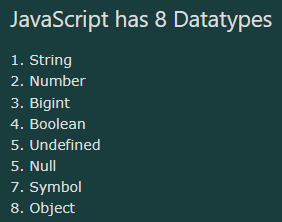 JavaScript has 8 Datatypes
1. String
2. Number
3. Bigint
4. Boolean
5. Undefined
5. Null
7. Symbol
8. Object